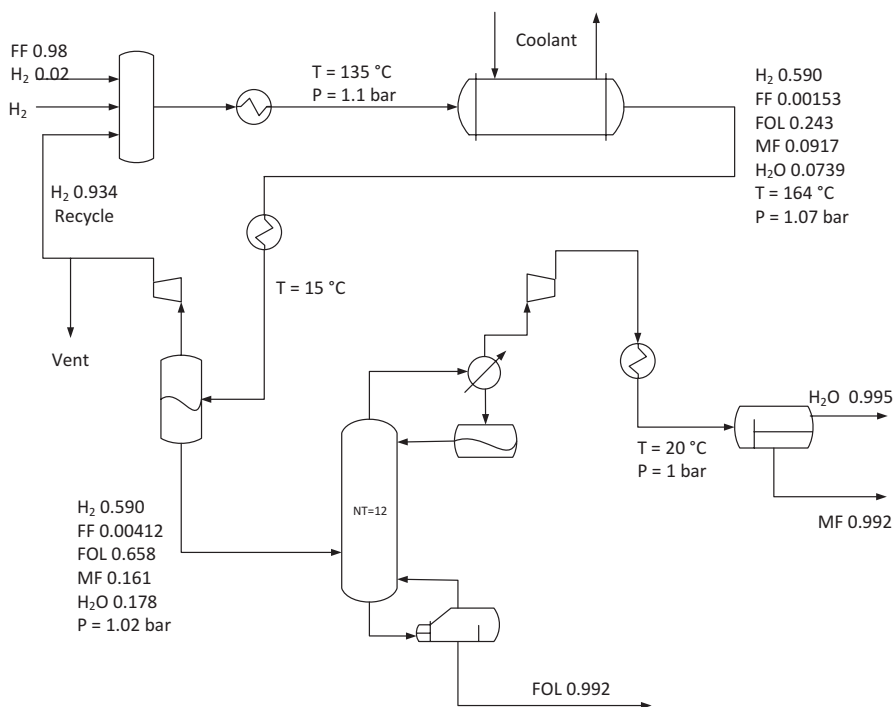 FF 0.98
H₂ 0.02
H₂
T = 135 °C
P = 1.1 bar
Coolant
H₂ 0.590
FF 0.00153
FOL 0.243
MF 0.0917
H₂O 0.0739
T = 164 °C
P = 1.07 bar
H₂ 0.934
Recycle
T = 15 °C
Vent
H₂O 0.995
T = 20 °C
P = 1 bar
MF 0.992
H₂ 0.590
FF 0.00412
FOL 0.658
MF 0.161
H₂O 0.178
P = 1.02 bar
NT=12
FOL 0.992